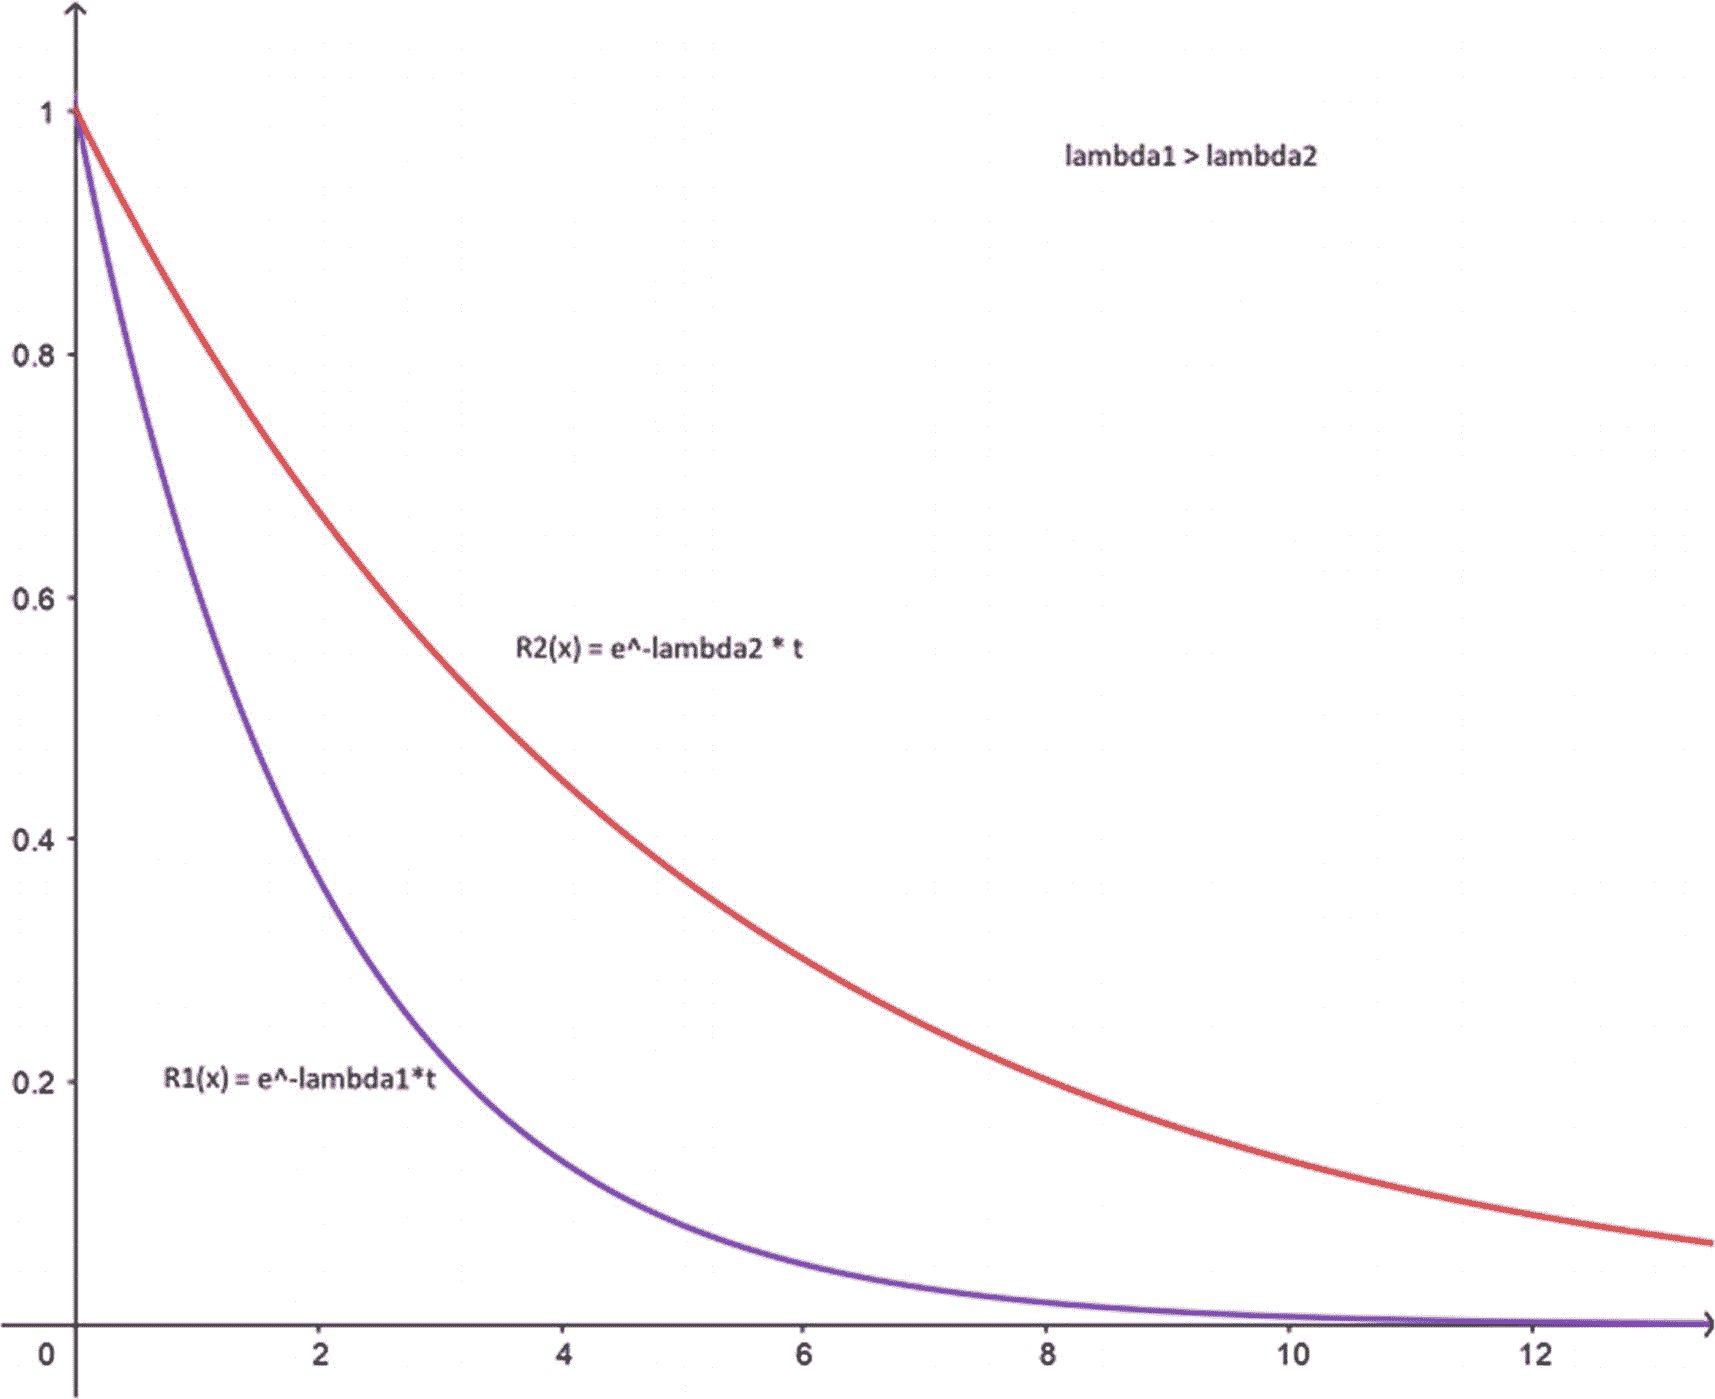 1
lambda1 > lambda2
0.8
0.6
R2(x) = e^-lambda2 * t
0.4
R1(x) = e^-lambda1*t
0.2
0 2 4 6 8 10 12